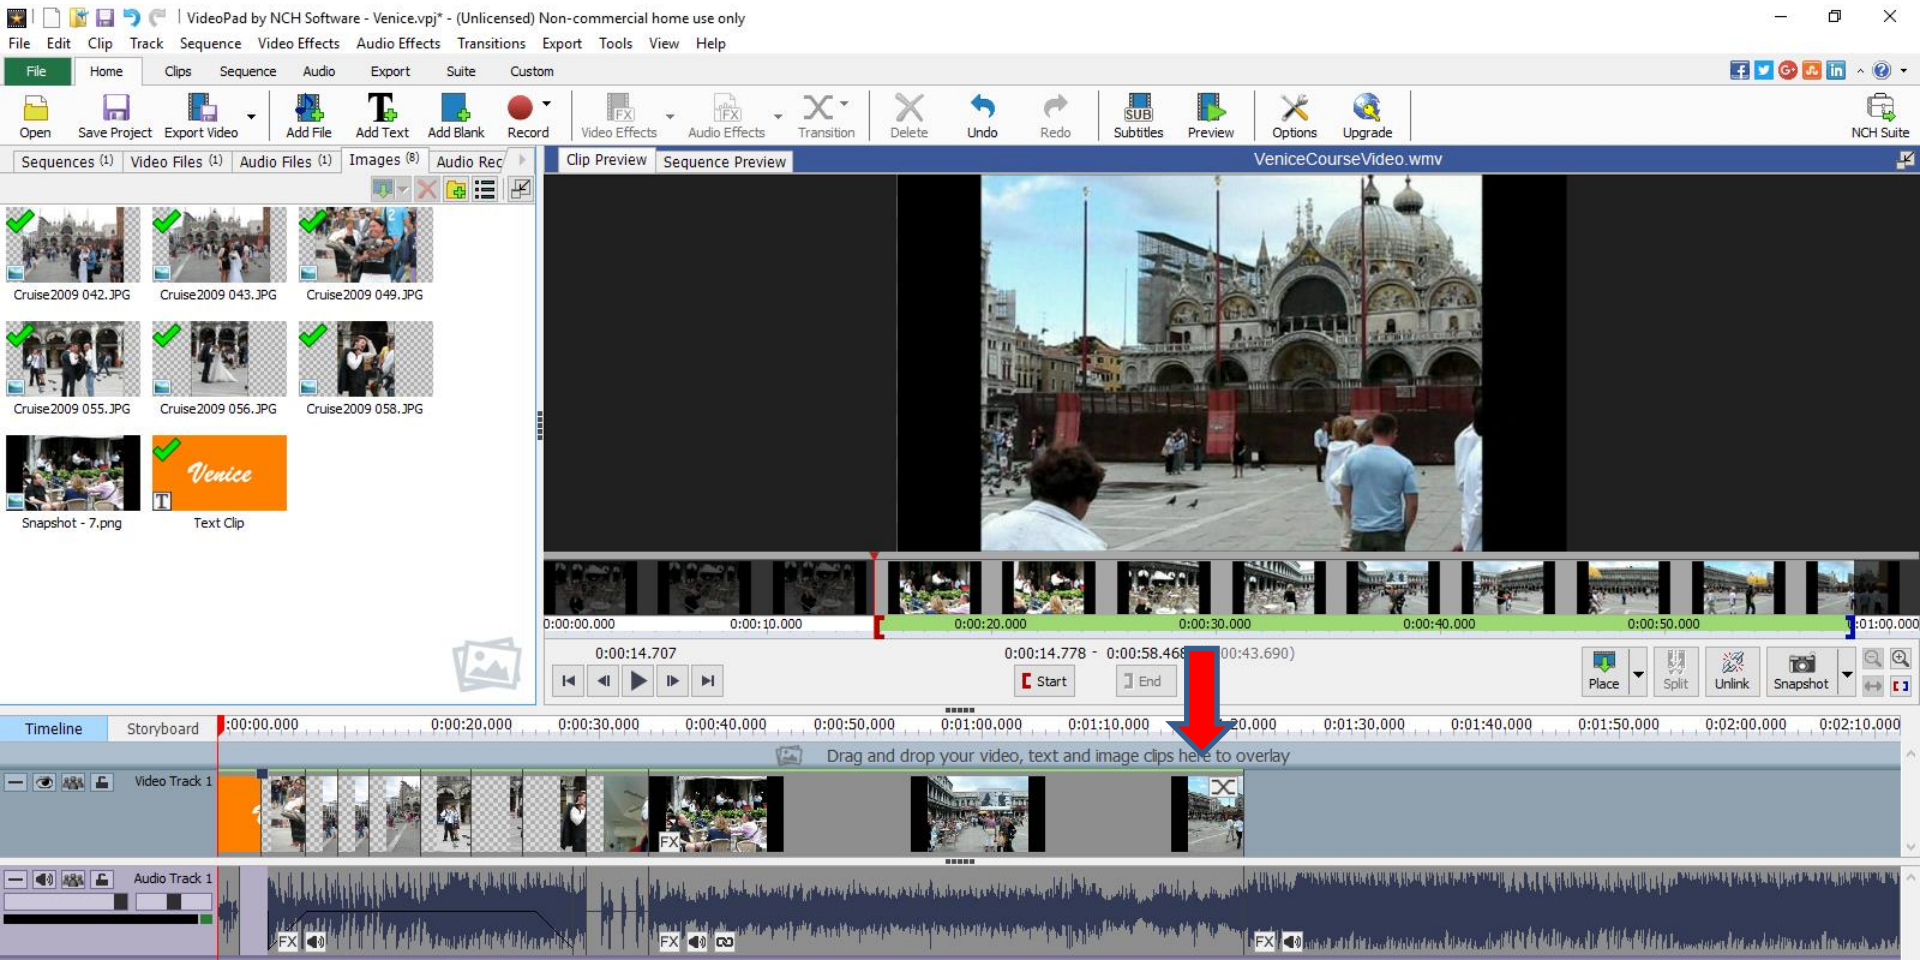 VideoPad by NCH Software - Venice.vpj* - (Unlicensed) Non-commercial home use only
File Edit Clip Track Sequence Video Effects Audio Effects Transitions Export Tools View Help
File Home Clips Sequence Audio Export Suite Custom
Open Save Project Export Video Add File Add Text Add Blank Record Video Effects Audio Effects Transition Delete Undo Redo Subtitles Preview Options Upgrade NCH Suite
Sequences (1) Video Files (1) Audio Files (1) Images (8) Audio Rec
Clip Preview Sequence Preview VeniceCourseVideo.wmv
Cruise2009 042.JPG Cruise2009 043.JPG Cruise2009 049.JPG
Cruise2009 055.JPG Cruise2009 056.JPG Cruise2009 058.JPG
Venice
T
Snapshot - 7.png Text Clip
0:00:00.000 0:00:10.000 0:00:20.000 0:00:30.000 0:00:40.000 0:00:50.000 :01:00.000
0:00:14.707 0:00:14.778 - 0:00:58.468 00:43.690)
Start End Place Split Unlink Snapshot
Timeline Storyboard :00:00.000 0:00:20.000 0:00:30.000 0:00:40.000 0:00:50.000 0:01:00.000 0:01:10.000 20.000 0:01:30.000 0:01:40.000 0:01:50.000 0:02:00.000 0:02:10.000
Drag and drop your video, text and image clips here to overlay
Video Track 1
FX
Audio Track 1
FX FX FX